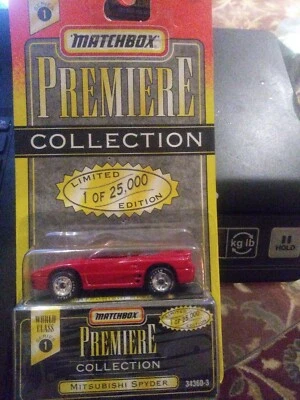 1
MATCHBOX
PREMIERE
COLLECTION
LIMITED
1 OF 25,000
EDITION
kg lb
HOLD
WORLD
CLASS
1
MATCHBOX
PREMIERE
COLLECTION
MITSUBISHI SPYDER
34360-3